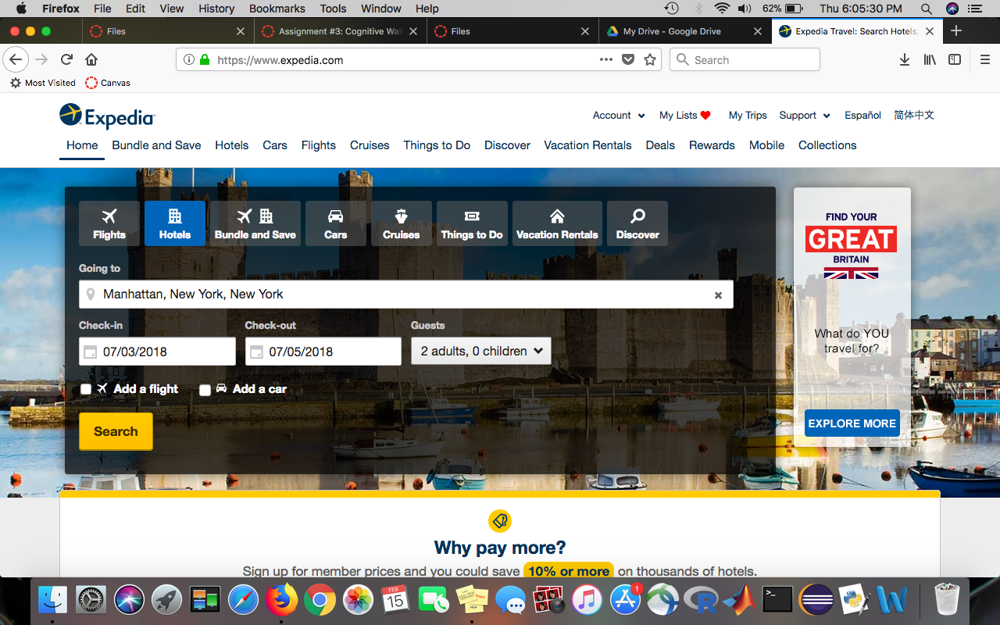 Firefox File Edit View History Bookmarks Tools Window Help 62% Thu 6:05:30 PM
Files Assignment #3: Cognitive Wal Files My Drive - Google Drive Expedia Travel: Search Hotels,
https://www.expedia.com Search
Most Visited Canvas
Expedia Account My Lists My Trips Support Español 简体中文
Home Bundle and Save Hotels Cars Flights Cruises Things to Do Discover Vacation Rentals Deals Rewards Mobile Collections
Flights Hotels Bundle and Save Cars Cruises Things to Do Vacation Rentals Discover
Going to
Manhattan, New York, New York
Check-in Check-out Guests
07/03/2018 07/05/2018 2 adults, 0 children
Add a flight Add a car
Search
FIND YOUR
GREAT
BRITAIN
What do YOU
travel for?
EXPLORE MORE
Why pay more?
Sign up for member prices and you could save 10% or more on thousands of hotels.
FEB
15
1
R
>_
W